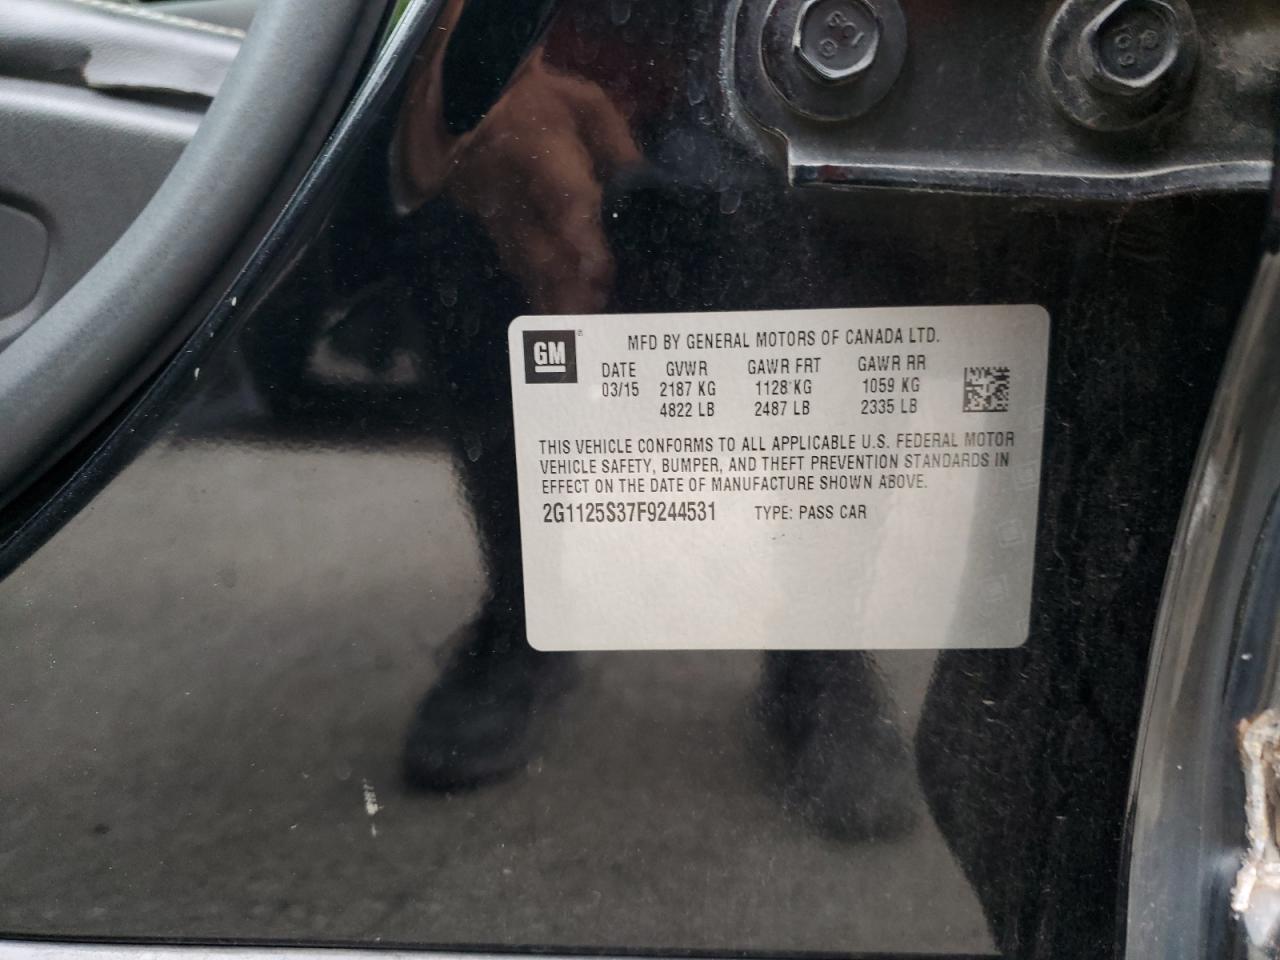 GM
MFD BY GENERAL MOTORS OF CANADA LTD.
DATE GVWR GAWR FRT GAWR RR
03/15 2187 KG 1128 KG 1059 KG
4822 LB 2487 LB 2335 LB
THIS VEHICLE CONFORMS TO ALL APPLICABLE U.S. FEDERAL MOTOR
VEHICLE SAFETY, BUMPER, AND THEFT PREVENTION STANDARDS IN
EFFECT ON THE DATE OF MANUFACTURE SHOWN ABOVE.
2G1125S37F9244531 TYPE: PASS CAR